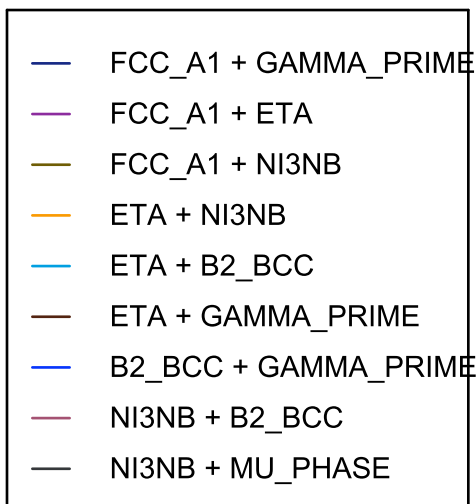 FCC_A1 + GAMMA_PRIME
FCC_A1 + ETA
FCC_A1 + NI3NB
ETA + NI3NB
ETA + B2_BCC
ETA + GAMMA_PRIME
B2_BCC + GAMMA_PRIME
NI3NB + B2_BCC
NI3NB + MU_PHASE